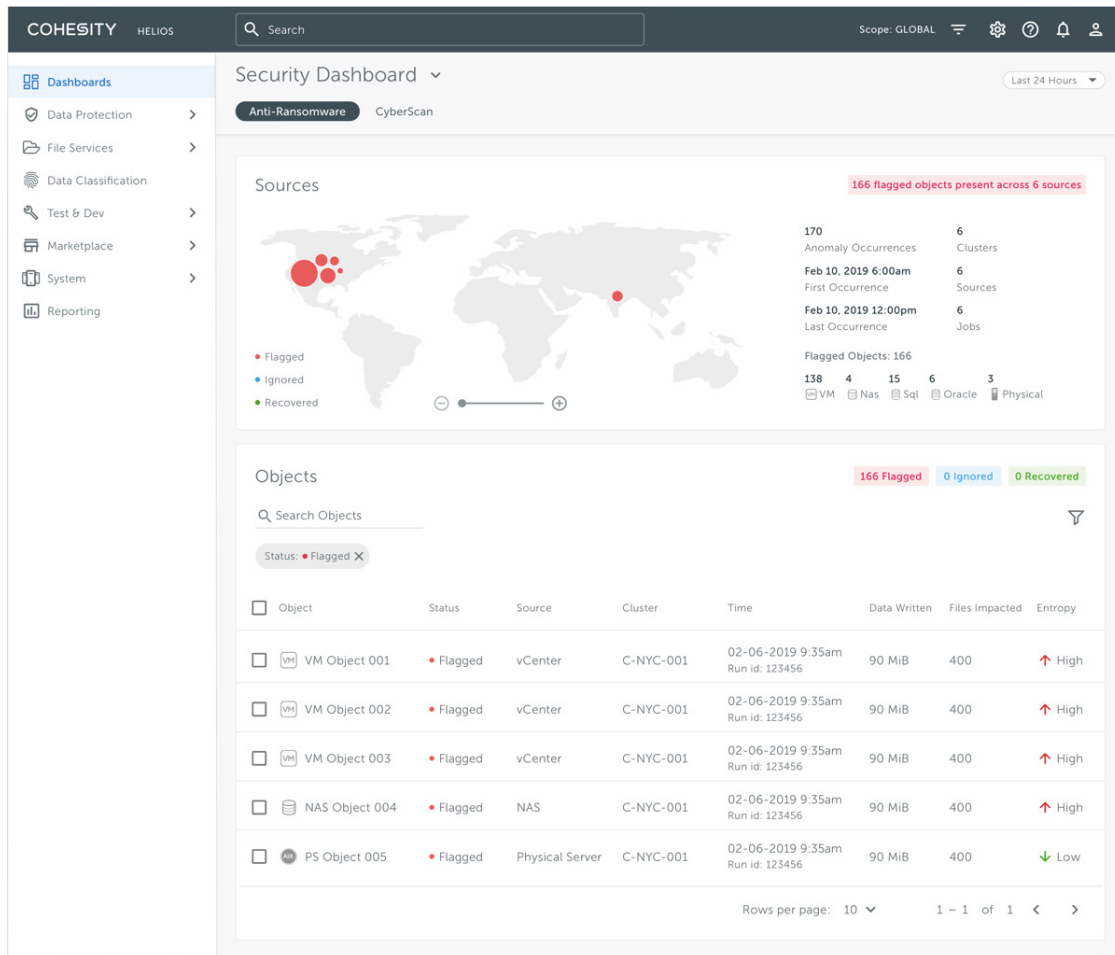 COHESITY HELIOS Search Scope: GLOBAL
Dashboards
Data Protection
File Services
Data Classification
Test & Dev
Marketplace
System
Reporting
Security Dashboard
Last 24 Hours
Anti-Ransomware CyberScan
Sources
166 flagged objects present across 6 sources
170 6
Anomaly Occurrences Clusters
Feb 10, 2019 6:00am 6
First Occurrence Sources
Feb 10, 2019 12:00pm 6
Last Occurrence Jobs
Flagged Objects: 166
138 4 15 6 3
VM VM Nas Sql Oracle Physical
Flagged
Ignored
Recovered
Objects
166 Flagged 0 Ignored 0 Recovered
Search Objects
Status: Flagged
Object Status Source Cluster Time Data Written Files Impacted Entropy
VM VM Object 001 Flagged vCenter C-NYC-001 02-06-2019 9:35am 90 MiB 400 High
Run id: 123456
VM VM Object 002 Flagged vCenter C-NYC-001 02-06-2019 9:35am 90 MiB 400 High
Run id: 123456
VM VM Object 003 Flagged vCenter C-NYC-001 02-06-2019 9:35am 90 MiB 400 High
Run id: 123456
NAS Object 004 Flagged NAS C-NYC-001 02-06-2019 9:35am 90 MiB 400 High
Run id: 123456
AIX PS Object 005 Flagged Physical Server C-NYC-001 02-06-2019 9:35am 90 MiB 400 Low
Run id: 123456
Rows per page: 10 1 – 1 of 1